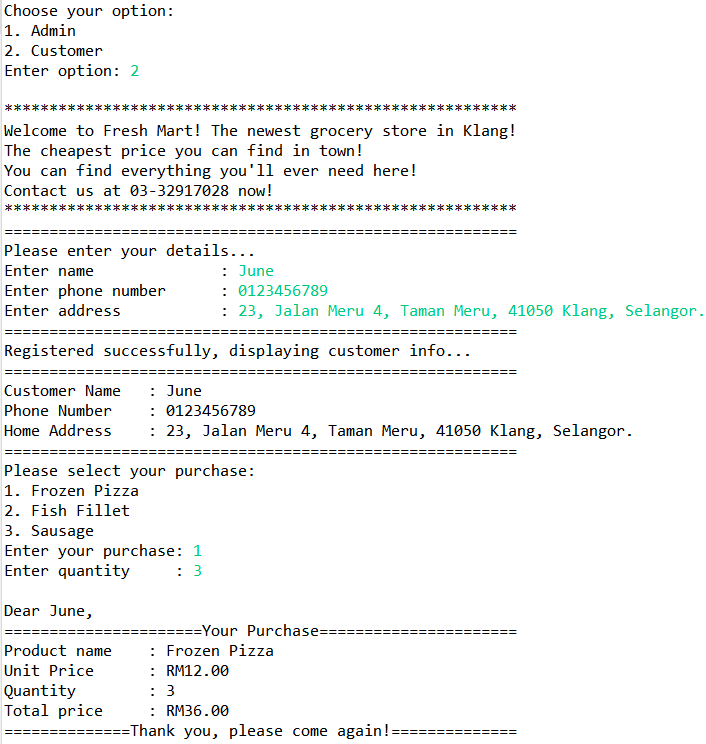 Choose your option:
1. Admin
2. Customer
Enter option: 2
*********************************************************
Welcome to Fresh Mart! The newest grocery store in Klang!
The cheapest price you can find in town!
You can find everything you'll ever need here!
Contact us at 03-32917028 now!
*********************************************************
=========================================================
Please enter your details...
Enter name              : June
Enter phone number      : 0123456789
Enter address           : 23, Jalan Meru 4, Taman Meru, 41050 Klang, Selangor.
=========================================================
Registered successfully, displaying customer info...
=========================================================
Customer Name   : June
Phone Number    : 0123456789
Home Address    : 23, Jalan Meru 4, Taman Meru, 41050 Klang, Selangor.
=========================================================
Please select your purchase:
1. Frozen Pizza
2. Fish Fillet
3. Sausage
Enter your purchase: 1
Enter quantity     : 3
Dear June,
======================Your Purchase======================
Product name    : Frozen Pizza
Unit Price      : RM12.00
Quantity        : 3
Total price     : RM36.00
==============Thank you, please come again!==============